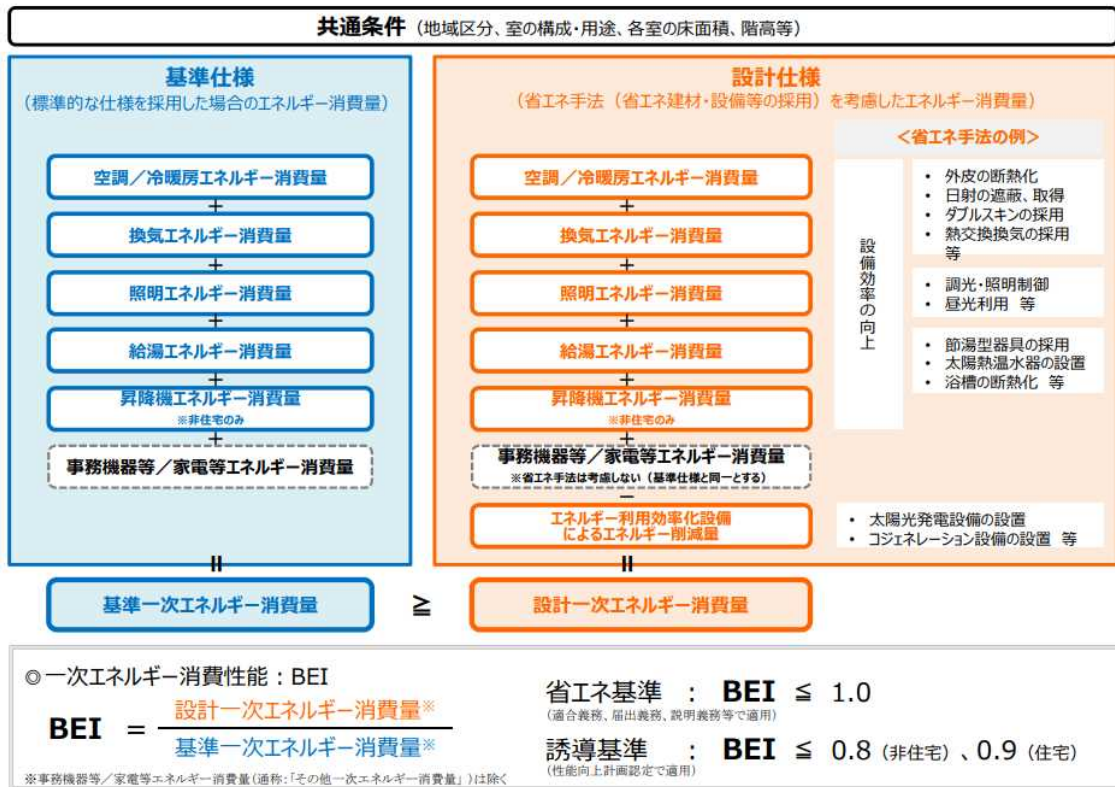 共通条件（地域区分、室の構成・用途、各室の床面積、階高等）
基準仕様
（標準的な仕様を採用した場合のエネルギー消費量）
空調／冷暖房エネルギー消費量
＋
換気エネルギー消費量
＋
照明エネルギー消費量
＋
給湯エネルギー消費量
＋
昇降機エネルギー消費量
※非住宅のみ
＋
事務機器等／家電等エネルギー消費量
＝
基準一次エネルギー消費量
≧
設計仕様
（省エネ手法（省エネ建材・設備等の採用）を考慮したエネルギー消費量）
空調／冷暖房エネルギー消費量
＋
換気エネルギー消費量
＋
照明エネルギー消費量
＋
給湯エネルギー消費量
＋
昇降機エネルギー消費量
※非住宅のみ
＋
事務機器等／家電等エネルギー消費量
※省エネ手法は考慮しない（基準仕様と同一とする）
－
エネルギー利用効率化設備
によるエネルギー削減量
＝
設計一次エネルギー消費量
＜省エネ手法の例＞
設備効率の向上
• 外皮の断熱化
• 日射の遮蔽、取得
• ダブルスキンの採用
• 熱交換換気の採用
等
• 調光・照明制御
• 昼光利用 等
• 節湯型器具の採用
• 太陽熱温水器の設置
• 浴槽の断熱化 等
• 太陽光発電設備の設置
• コジェネレーション設備の設置 等
◎一次エネルギー消費性能：BEI
BEI ＝ 設計一次エネルギー消費量※
基準一次エネルギー消費量※
※事務機器等／家電等エネルギー消費量(通称：「その他一次エネルギー消費量」)は除く
省エネ基準 ： BEI ≦ 1.0
（適合義務、届出義務、説明義務等で適用）
誘導基準 ： BEI ≦ 0.8（非住宅）、0.9（住宅）
（性能向上計画認定で適用）